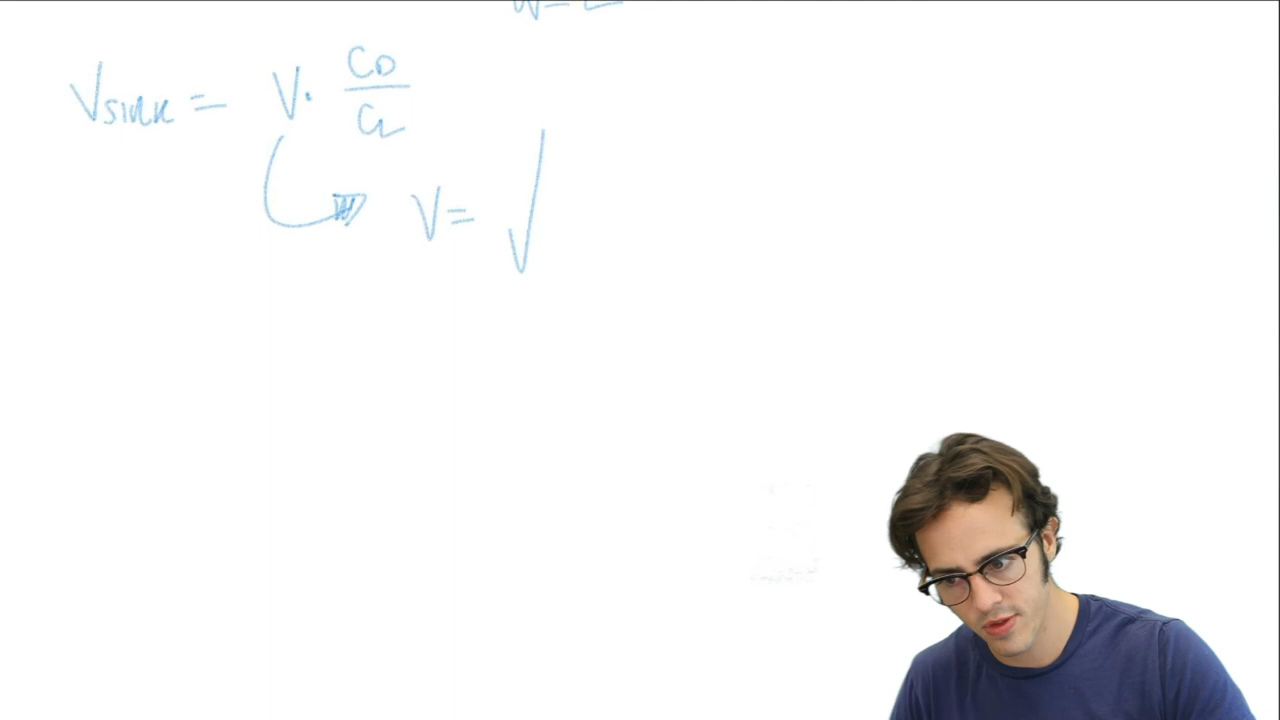 W = L
Vsink = V · CD / CL
V = √